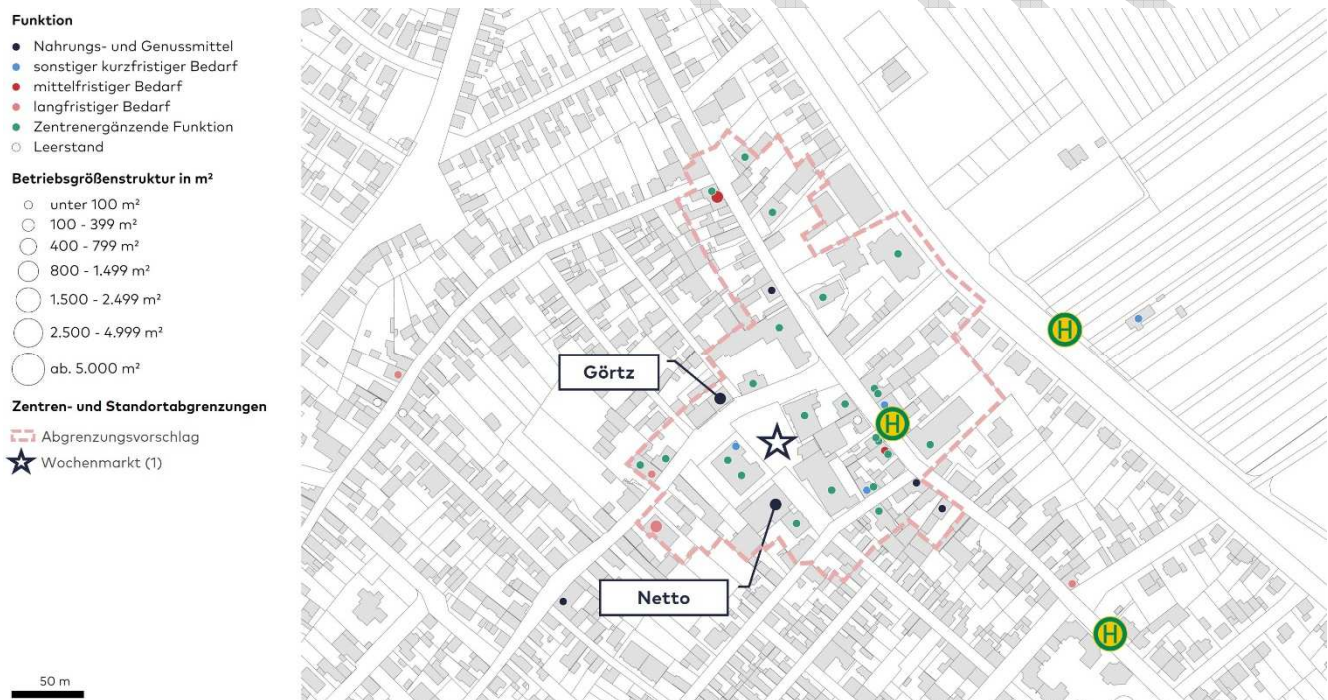 Funktion
Nahrungs- und Genussmittel
sonstiger kurzfristiger Bedarf
mittelfristiger Bedarf
langfristiger Bedarf
Zentrenergänzende Funktion
Leerstand
Betriebsgrößenstruktur in m²
unter 100 m²
100 - 399 m²
400 - 799 m²
800 - 1.499 m²
1.500 - 2.499 m²
2.500 - 4.999 m²
ab. 5.000 m²
Zentren- und Standortabgrenzungen
Abgrenzungsvorschlag
Wochenmarkt (1)
50 m
H
Görtz
H
Netto
H